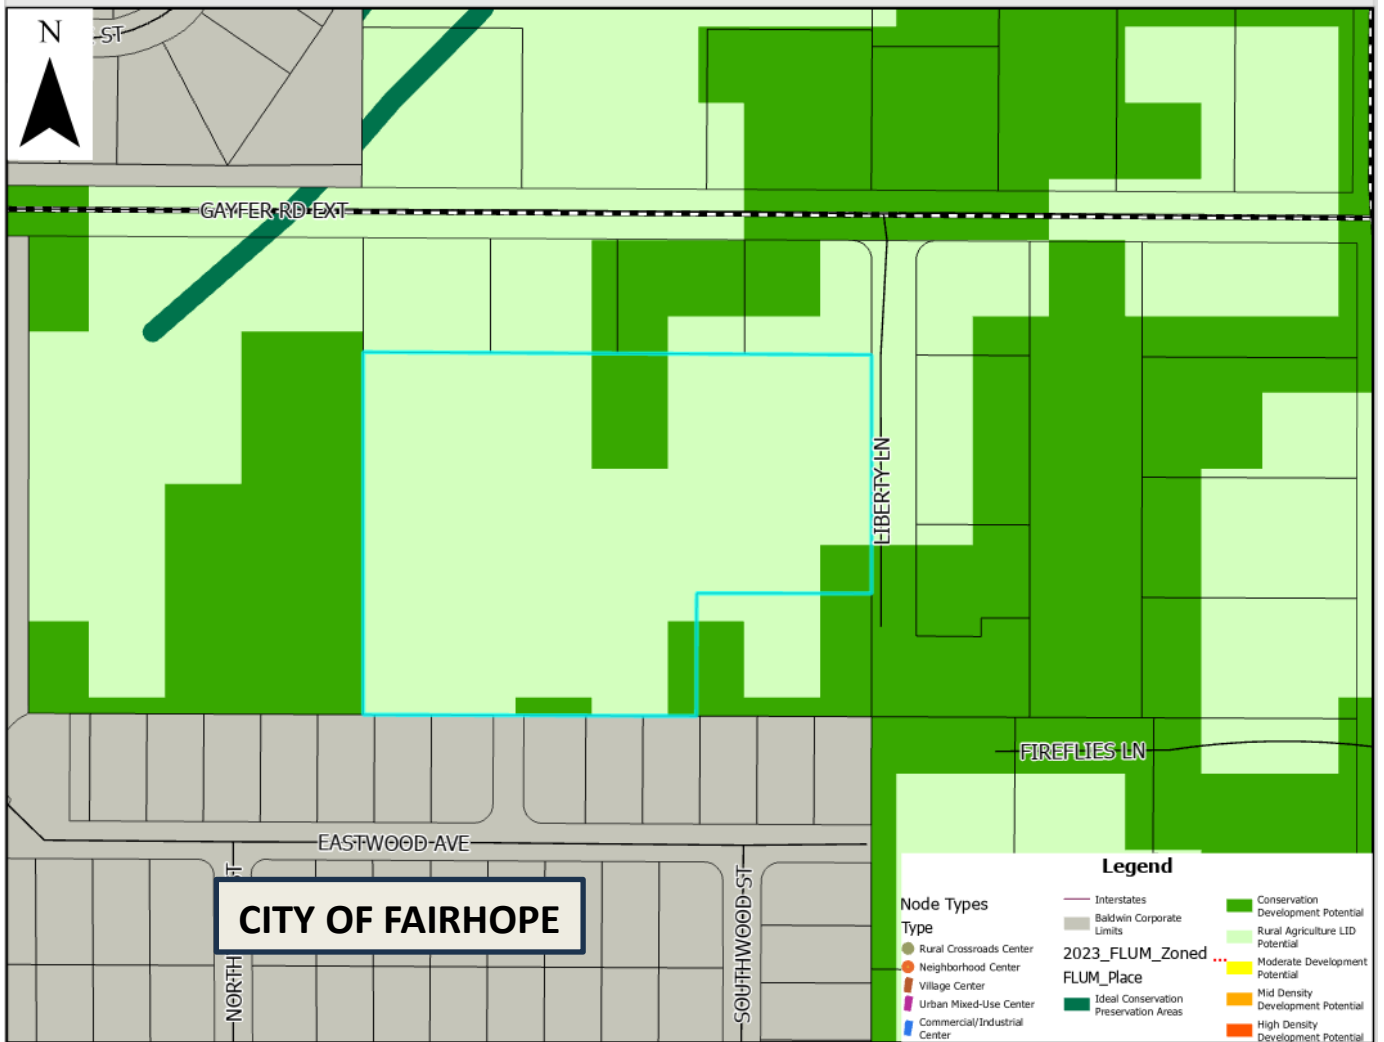 N
ST
GAYFER RD EXT
LIBERTY LN
FIREFLIES LN
EASTWOOD AVE
CITY OF FAIRHOPE
NORTH
ST
SOUTHWOOD ST
Legend
Node Types
Type
Rural Crossroads Center
Neighborhood Center
Village Center
Urban Mixed-Use Center
Commercial/Industrial
Center
Interstates
Baldwin Corporate
Limits
2023_FLUM_Zoned
FLUM_Place
Ideal Conservation
Preservation Areas
Conservation
Development Potential
Rural Agriculture LID
Potential
Moderate Development
Potential
Mid Density
Development Potential
High Density
Development Potential